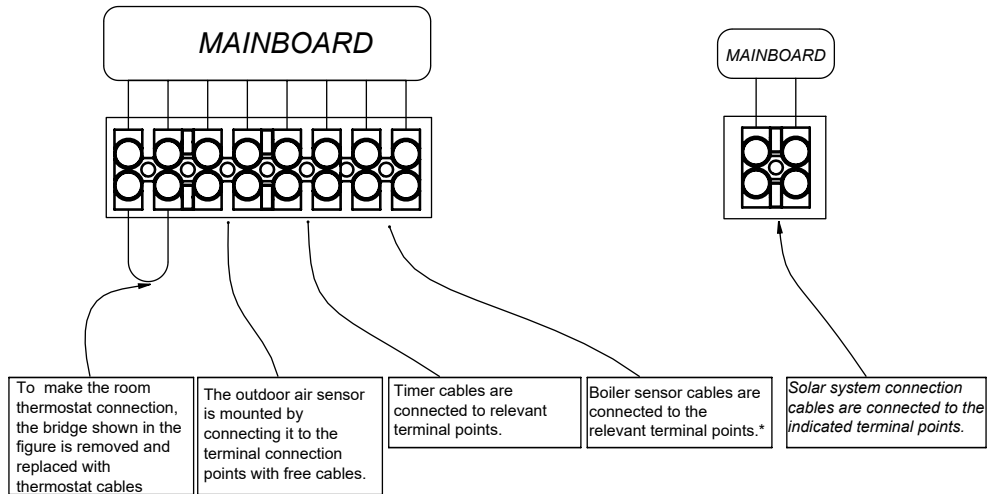 MAINBOARD
MAINBOARD
To make the room
thermostat connection,
the bridge shown in the
figure is removed and
replaced with
thermostat cables
The outdoor air sensor
is mounted by
connecting it to the
terminal connection
points with free cables.
Timer cables are
connected to relevant
terminal points.
Boiler sensor cables are
connected to the
relevant terminal points.*
Solar system connection
cables are connected to the
indicated terminal points.